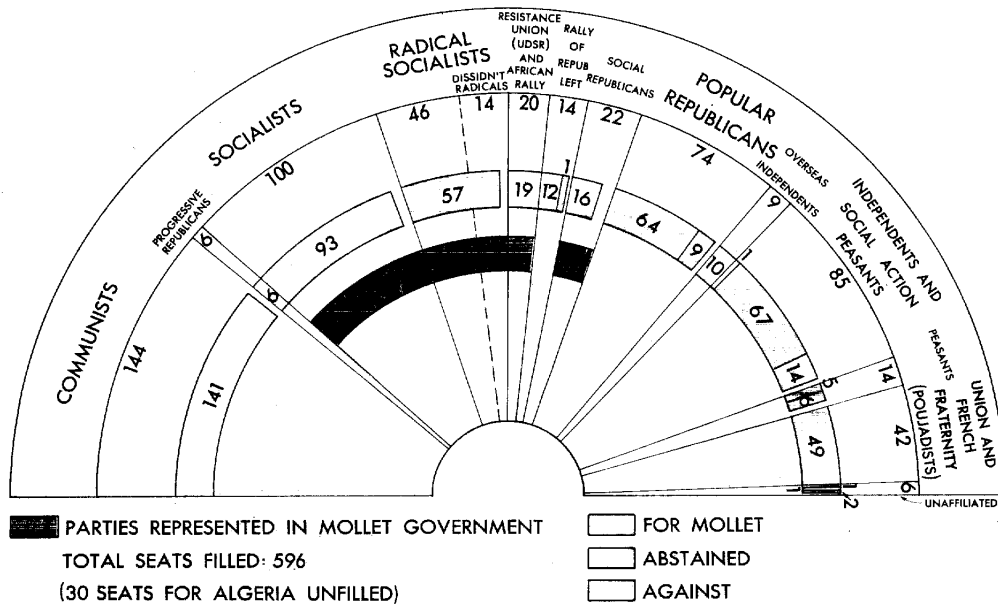 COMMUNISTS
144
141
PROGRESSIVE
REPUBLICANS
6
6
SOCIALISTS
100
93
RADICAL
SOCIALISTS
46
DISSIDN'T
RADICALS
14
57
RESISTANCE
UNION
(UDSR)
AND
AFRICAN
RALLY
20
19
RALLY
OF
REPUB
LEFT
14
12
1
SOCIAL
REPUBLICANS
22
16
POPULAR
REPUBLICANS
74
64
9
OVERSEAS
INDEPENDENTS
9
10
1
INDEPENDENTS AND
SOCIAL ACTION
PEASANTS
85
67
14
PEASANTS
14
5
6
UNION AND
FRENCH
FRATERNITY
(POUJADISTS)
42
49
6
UNAFFILIATED
1
1
2
PARTIES REPRESENTED IN MOLLET GOVERNMENT
TOTAL SEATS FILLED: 596
(30 SEATS FOR ALGERIA UNFILLED)
FOR MOLLET
ABSTAINED
AGAINST